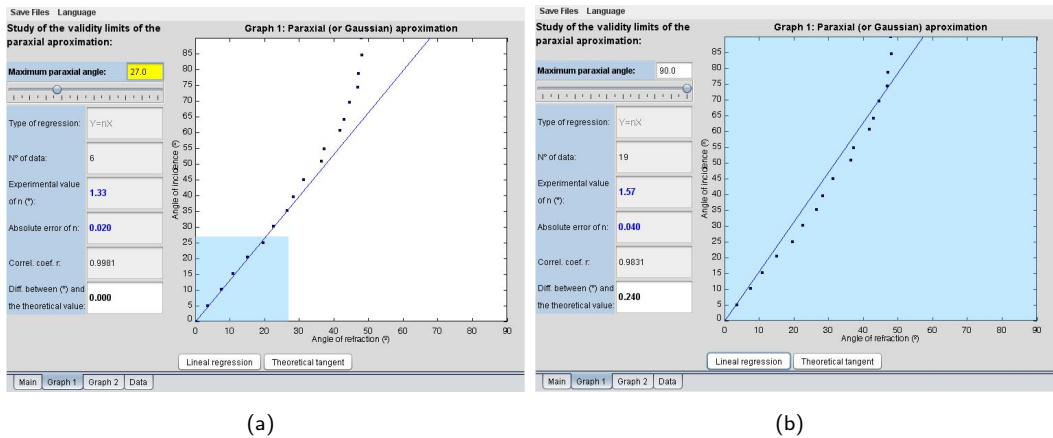 Save Files Language
Study of the validity limits of the
paraxial aproximation:
Maximum paraxial angle: 27.0
Type of regression: Y=nX
Nº of data: 6
Experimental value
of n (*): 1.33
Absolute error of n: 0.020
Correl. coef. r: 0.9981
Diff. between (*) and
the theoretical value: 0.000
Graph 1: Paraxial (or Gaussian) aproximation
Angle of incidence (º)
85
80
75
70
65
60
55
50
45
40
35
30
25
20
15
10
5
0
0 10 20 30 40 50 60 70 80 90
Angle of refraction (º)
Lineal regression Theoretical tangent
Main Graph 1 Graph 2 Data
(a)
Save Files Language
Study of the validity limits of the
paraxial aproximation:
Maximum paraxial angle: 90.0
Type of regression: Y=nX
Nº of data: 19
Experimental value
of n (*): 1.57
Absolute error of n: 0.040
Correl. coef. r: 0.9831
Diff. between (*) and
the theoretical value: 0.240
Graph 1: Paraxial (or Gaussian) aproximation
Angle of incidence (º)
85
80
75
70
65
60
55
50
45
40
35
30
25
20
15
10
5
0
0 10 20 30 40 50 60 70 80 90
Angle of refraction (º)
Lineal regression Theoretical tangent
Main Graph 1 Graph 2 Data
(b)